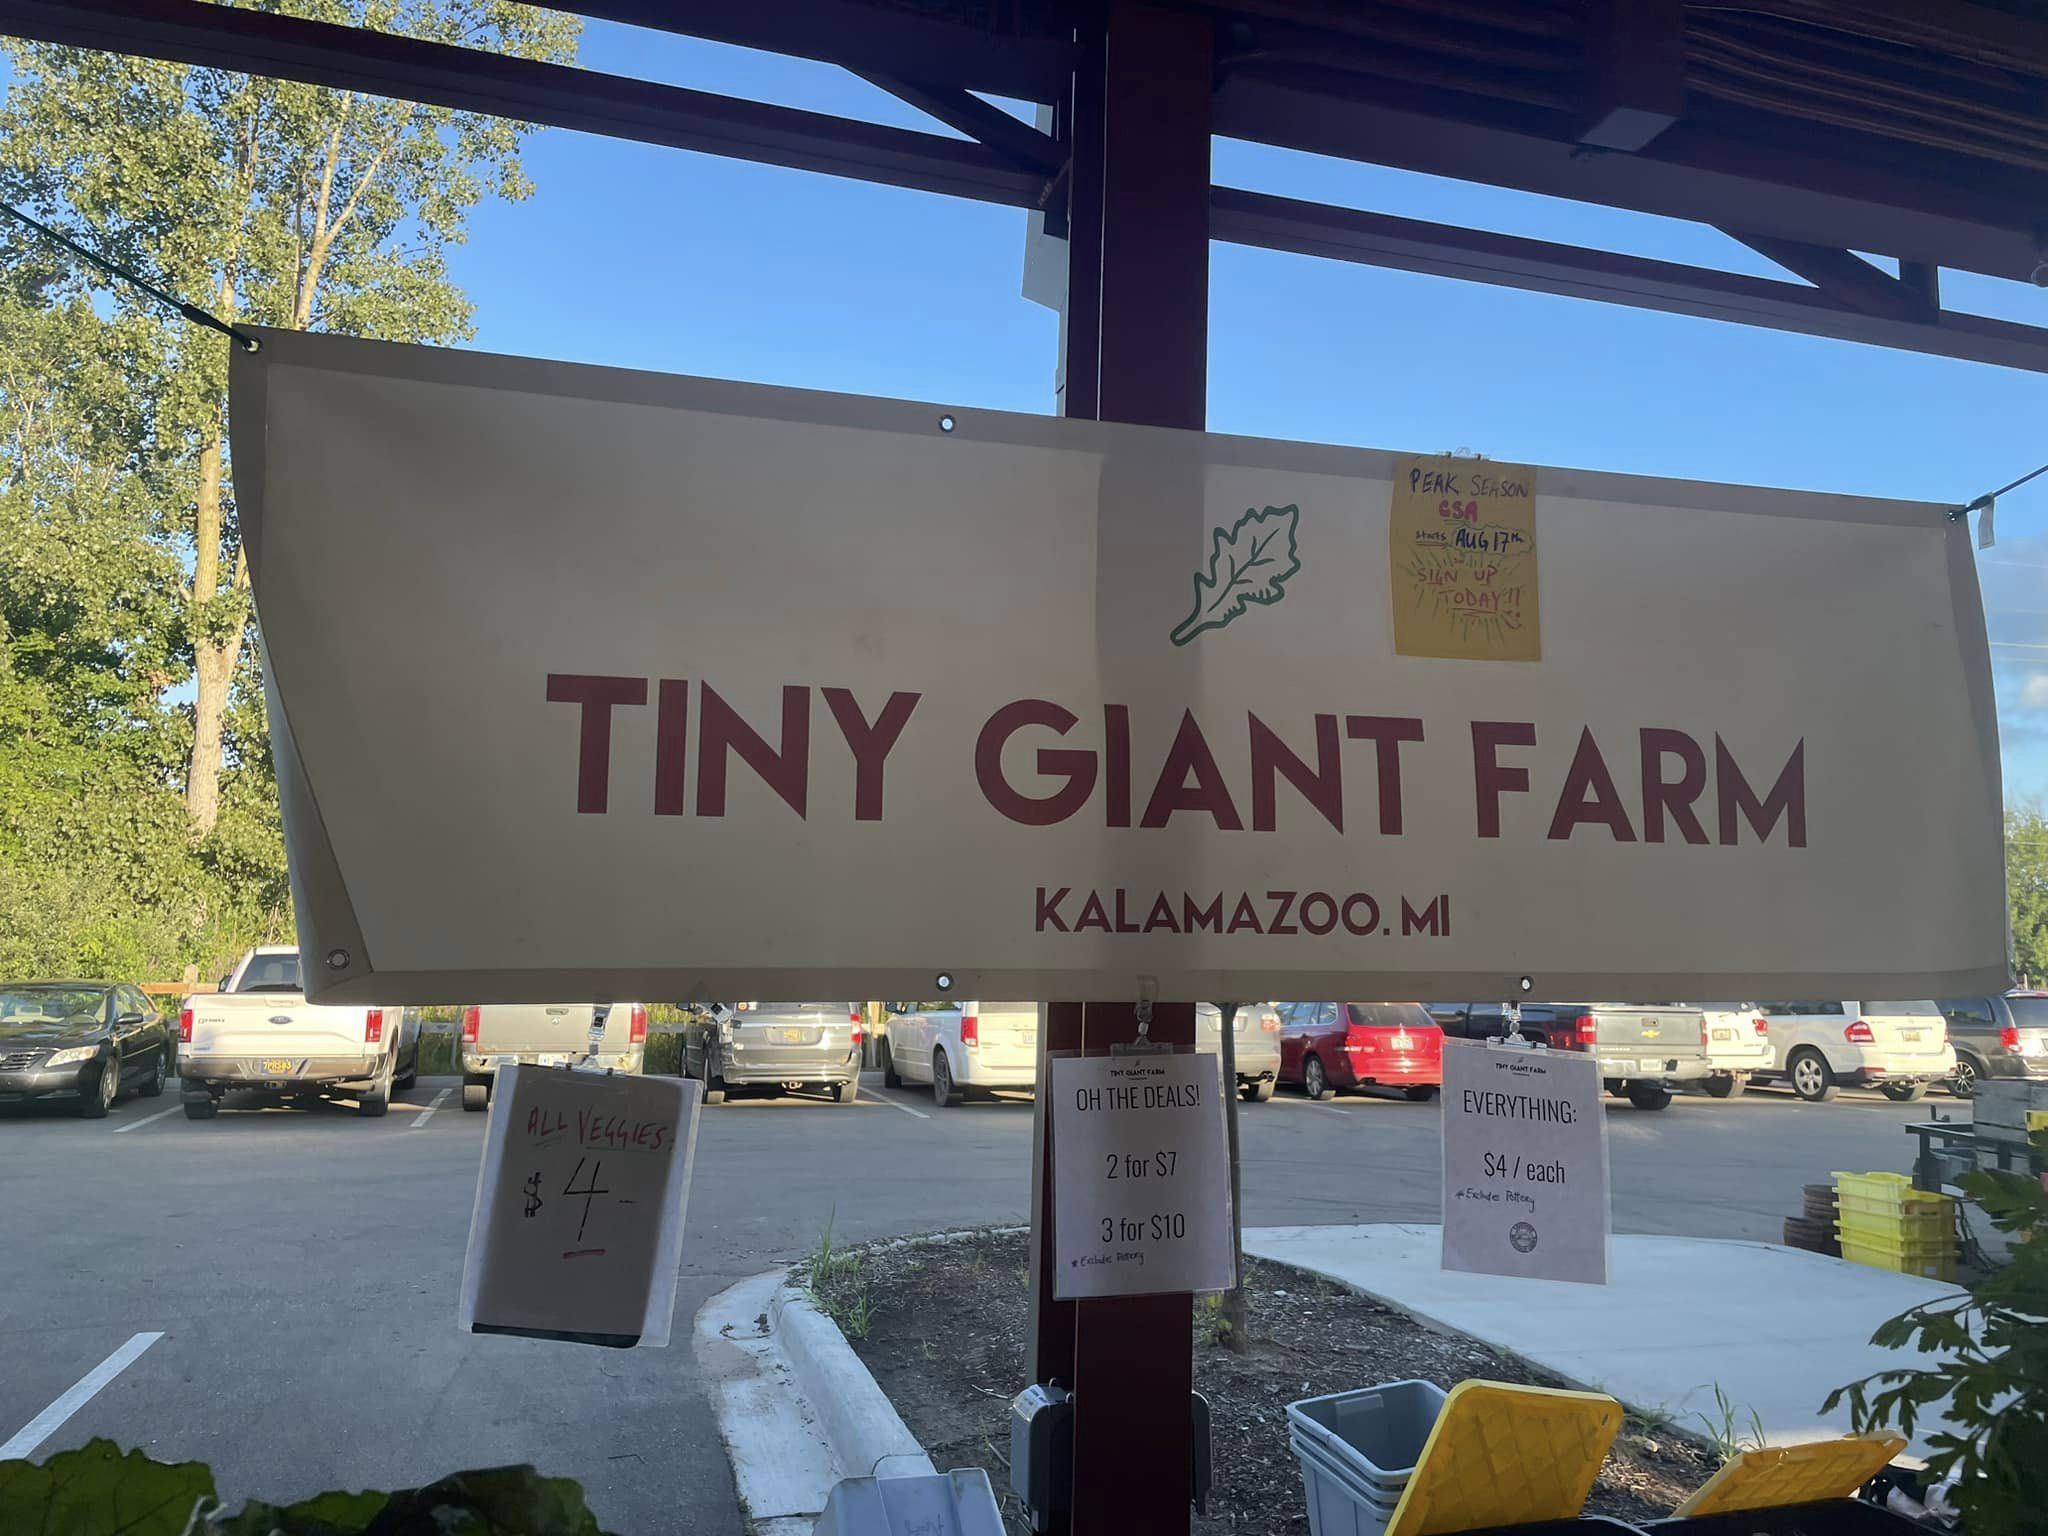 PEAK SEASON
CSA
starts AUG 17th
SIGN UP
TODAY!!
TINY GIANT FARM
KALAMAZOO. MI
ALL VEGGIES:
$4-
TINY GIANT FARM
OH THE DEALS!
2 for $7
3 for $10
* Excludes Pottery
TINY GIANT FARM
EVERYTHING:
$4 / each
* Excludes Pottery